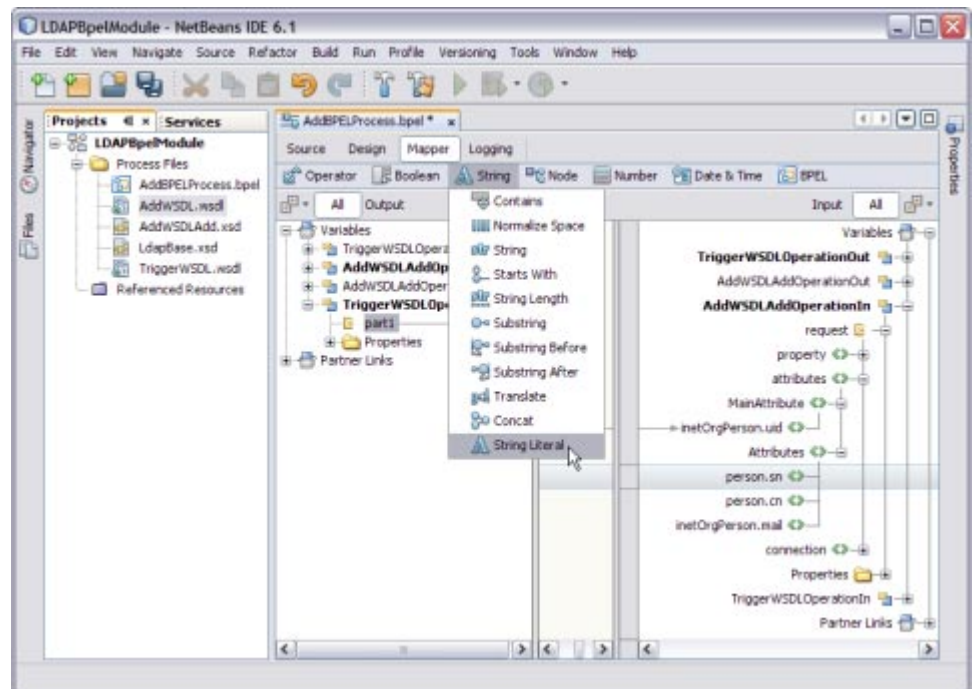 LDAPBpelModule - NetBeans IDE 6.1
File Edit View Navigate Source Refactor Build Run Profile Versioning Tools Window Help
Navigator
Files
Projects
Services
LDAPBpelModule
Process Files
AddBPELProcess.bpel
AddWSDL.wsdl
AddWSDLAdd.xsd
LdapBase.xsd
TriggerWSDL.wsdl
Referenced Resources
AddBPELProcess.bpel *
Source Design Mapper Logging
Operator Boolean String Node Number Date & Time BPEL
All Output
Variables
TriggerWSDLOpera
AddWSDLAddOp
AddWSDLAddOper
TriggerWSDLOp
part1
Properties
Partner Links
Contains
Normalize Space
String
Starts With
String Length
Substring
Substring Before
Substring After
Translate
Concat
String Literal
Input All
Variables
TriggerWSDLOperationOut
AddWSDLAddOperationOut
AddWSDLAddOperationIn
request
property
attributes
MainAttribute
inetOrgPerson.uid
Attributes
person.sn
person.cn
inetOrgPerson.mail
connection
Properties
TriggerWSDLOperationIn
Partner Links
Properties